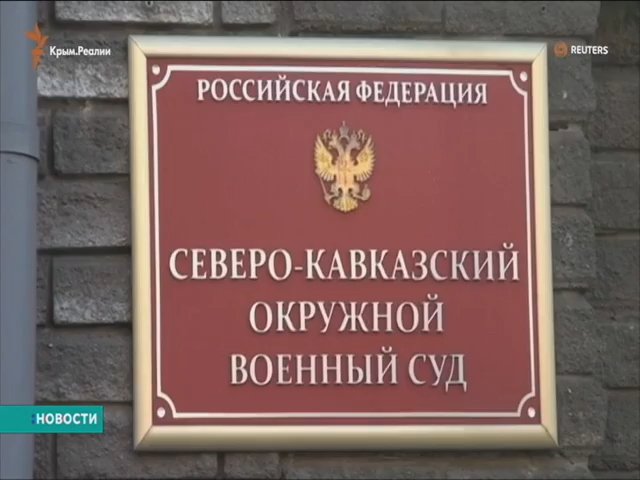 Крым.Реалии
REUTERS
РОССИЙСКАЯ ФЕДЕРАЦИЯ
СЕВЕРО-КАВКАЗСКИЙ
ОКРУЖНОЙ
ВОЕННЫЙ СУД
НОВОСТИ